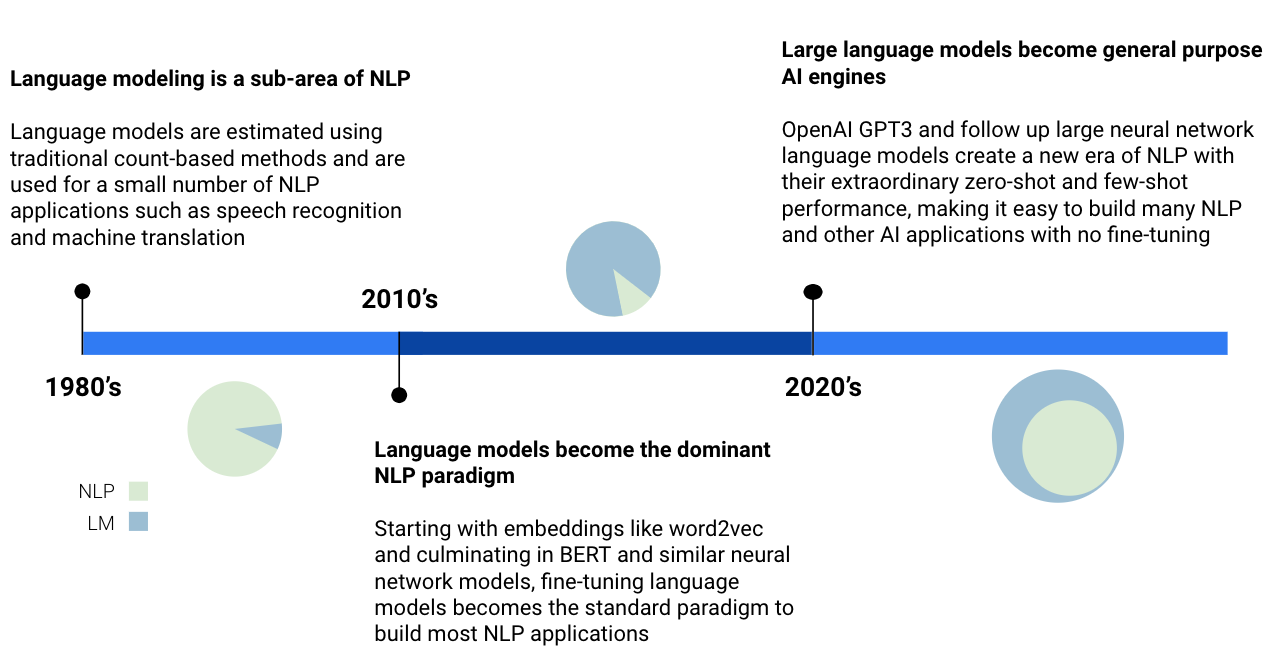 Language modeling is a sub-area of NLP
Language models are estimated using
traditional count-based methods and are
used for a small number of NLP
applications such as speech recognition
and machine translation
Large language models become general purpose
AI engines
OpenAI GPT3 and follow up large neural network
language models create a new era of NLP with
their extraordinary zero-shot and few-shot
performance, making it easy to build many NLP
and other AI applications with no fine-tuning
2010's
1980's
2020's
NLP
LM
Language models become the dominant
NLP paradigm
Starting with embeddings like word2vec
and culminating in BERT and similar neural
network models, fine-tuning language
models becomes the standard paradigm to
build most NLP applications